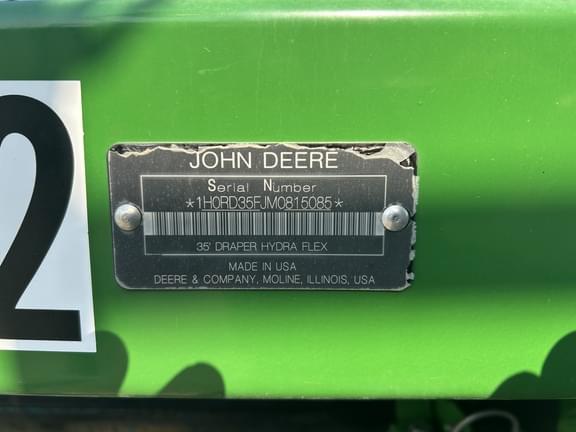 2
JOHN DEERE
Serial Number
*1H0RD35FJM0815085*
35' DRAPER HYDRA FLEX
MADE IN USA
DEERE & COMPANY, MOLINE, ILLINOIS, USA